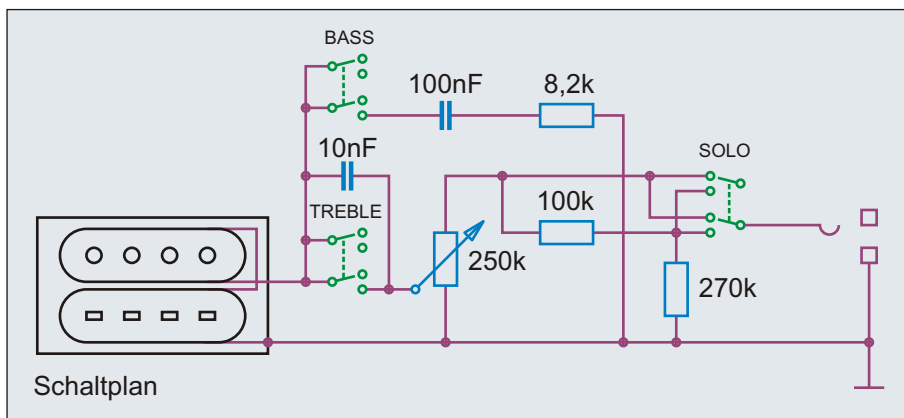 BASS
100nF
8,2k
10nF
SOLO
TREBLE
100k
250k
270k
Schaltplan